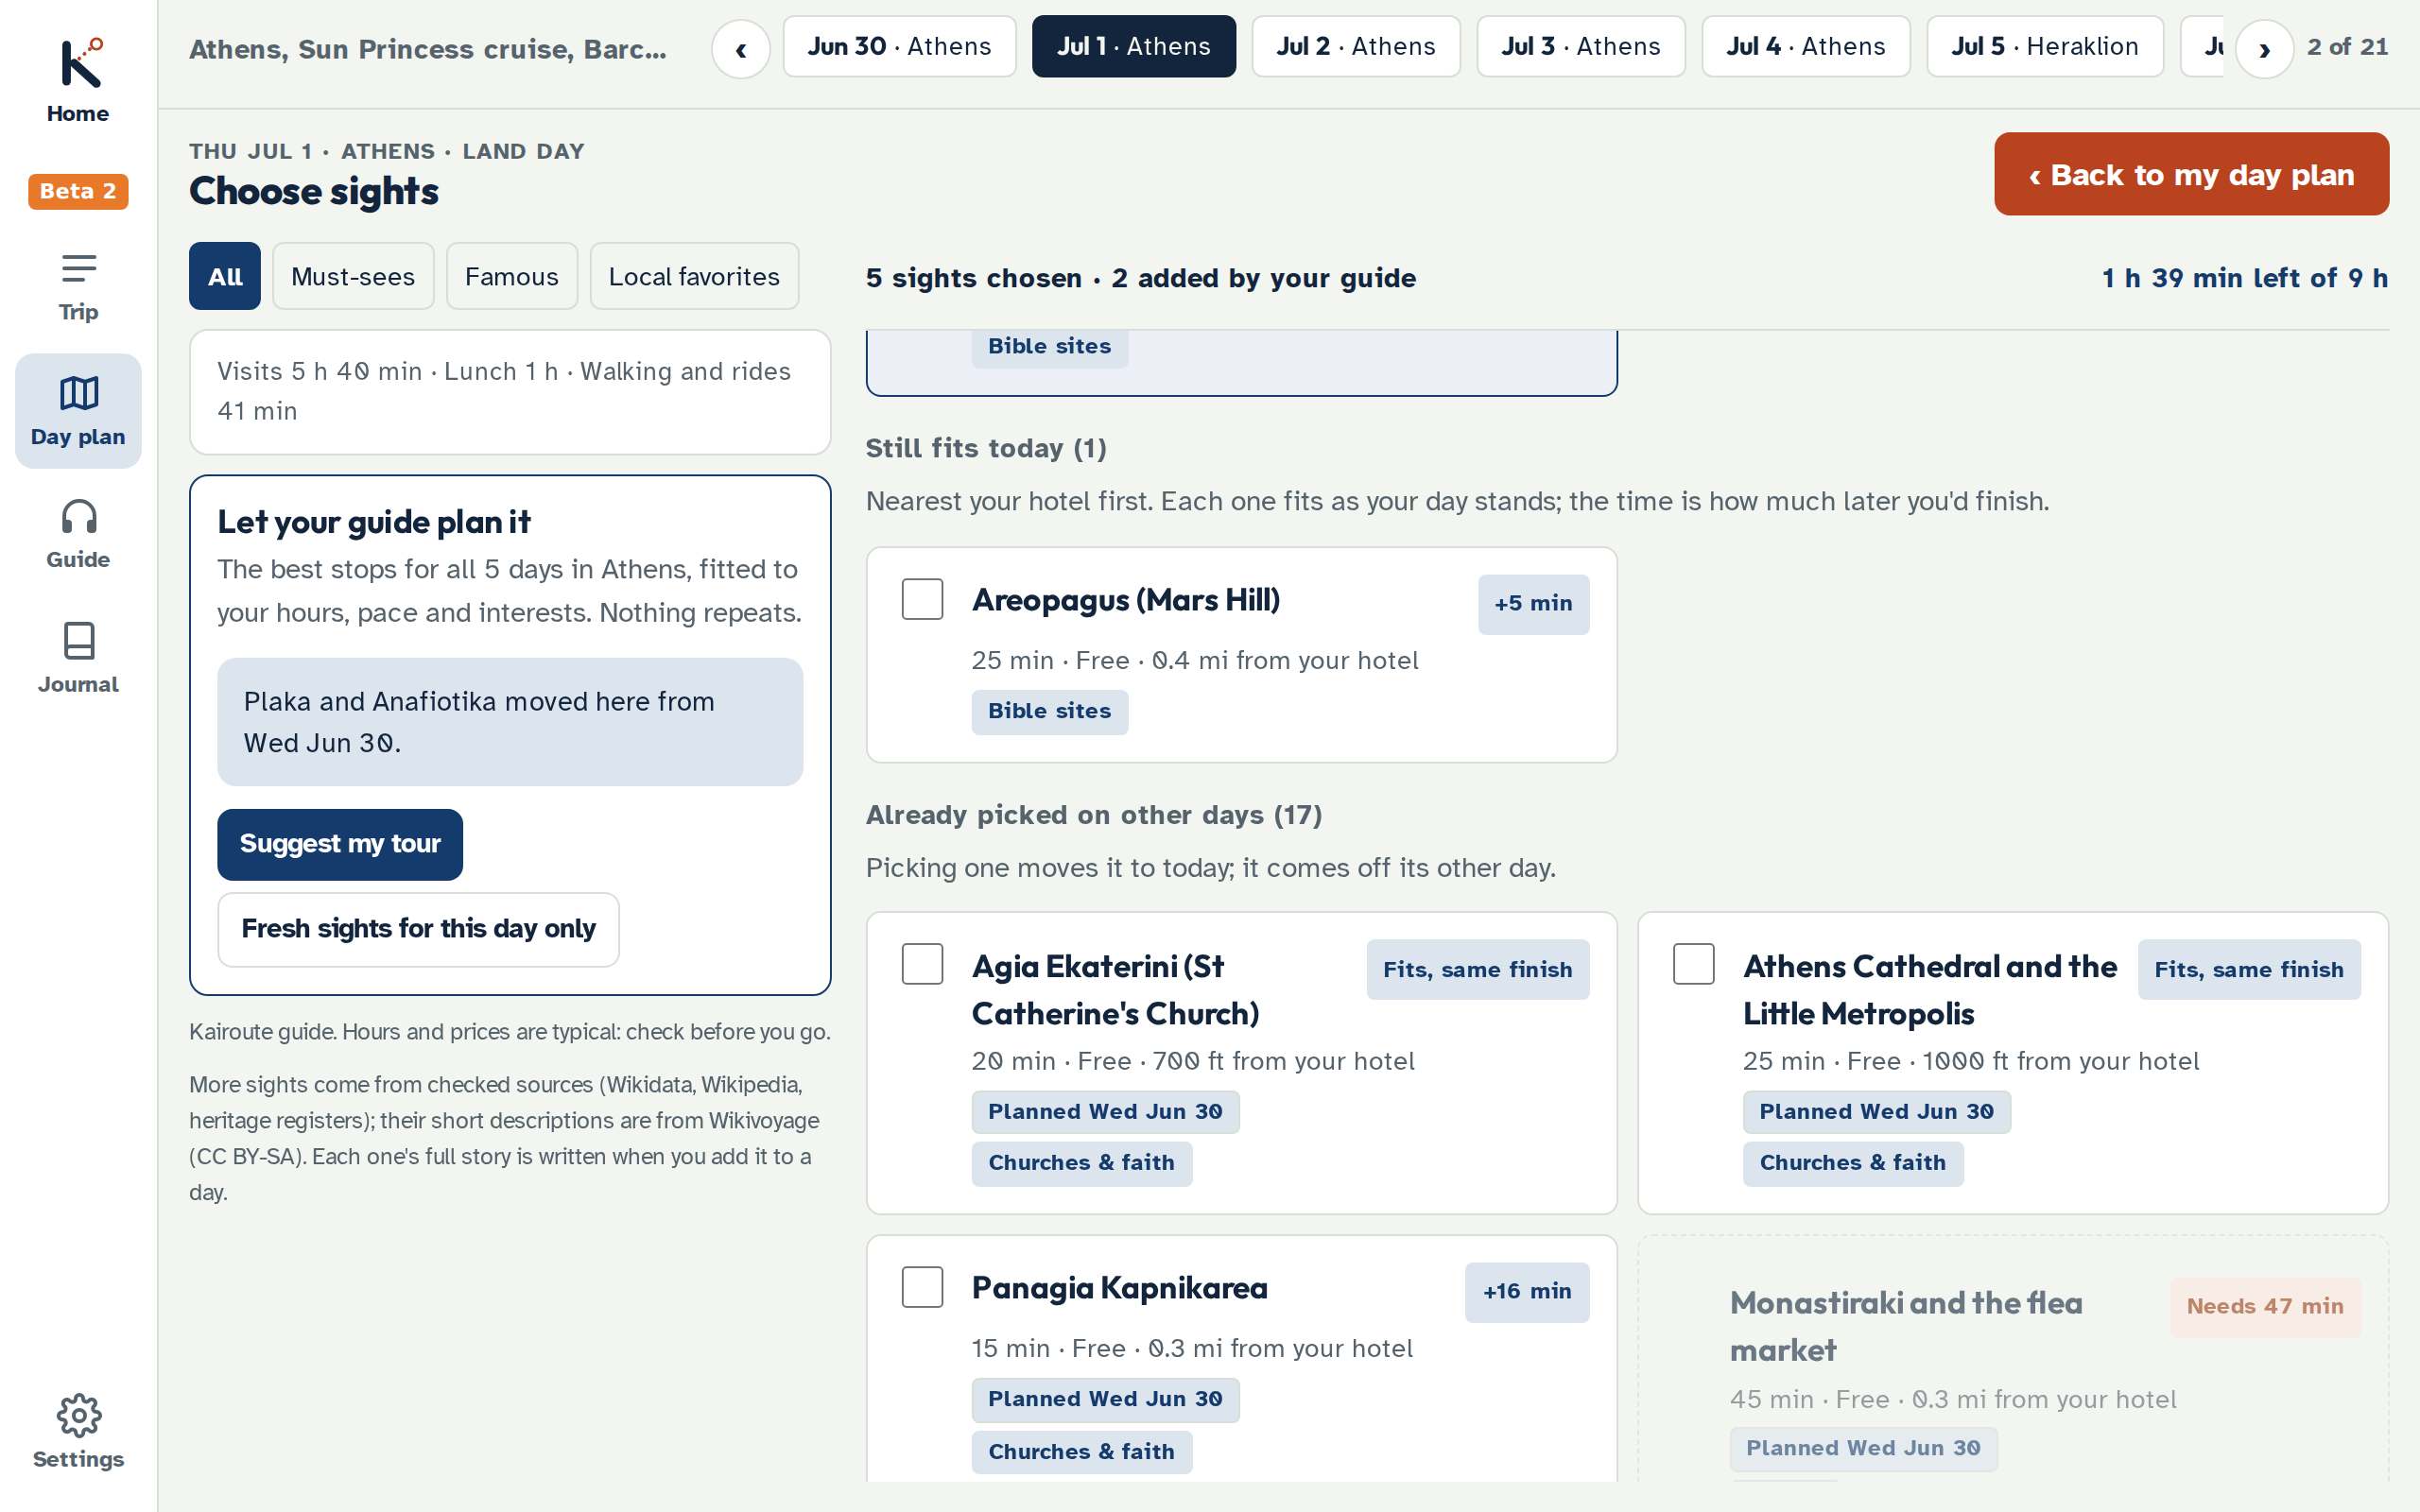 Home
Beta 2
Trip
Day plan
Guide
Journal
Settings
Athens, Sun Princess cruise, Barc...
‹
Jun 30 · Athens
Jul 1 · Athens
Jul 2 · Athens
Jul 3 · Athens
Jul 4 · Athens
Jul 5 · Heraklion
›
2 of 21
THU JUL 1 · ATHENS · LAND DAY
Choose sights
‹ Back to my day plan
All
Must-sees
Famous
Local favorites
Visits 5 h 40 min · Lunch 1 h · Walking and rides
41 min
Let your guide plan it
The best stops for all 5 days in Athens, fitted to
your hours, pace and interests. Nothing repeats.
Plaka and Anafiotika moved here from
Wed Jun 30.
Suggest my tour
Fresh sights for this day only
Kairoute guide. Hours and prices are typical: check before you go.
More sights come from checked sources (Wikidata, Wikipedia,
heritage registers); their short descriptions are from Wikivoyage
(CC BY-SA). Each one's full story is written when you add it to a
day.
5 sights chosen · 2 added by your guide
1 h 39 min left of 9 h
Bible sites
Still fits today (1)
Nearest your hotel first. Each one fits as your day stands; the time is how much later you'd finish.
Areopagus (Mars Hill)
+5 min
25 min · Free · 0.4 mi from your hotel
Bible sites
Already picked on other days (17)
Picking one moves it to today; it comes off its other day.
Agia Ekaterini (St
Catherine's Church)
Fits, same finish
20 min · Free · 700 ft from your hotel
Planned Wed Jun 30
Churches & faith
Athens Cathedral and the
Little Metropolis
Fits, same finish
25 min · Free · 1000 ft from your hotel
Planned Wed Jun 30
Churches & faith
Panagia Kapnikarea
+16 min
15 min · Free · 0.3 mi from your hotel
Planned Wed Jun 30
Churches & faith
Monastiraki and the flea
market
Needs 47 min
45 min · Free · 0.3 mi from your hotel
Planned Wed Jun 30